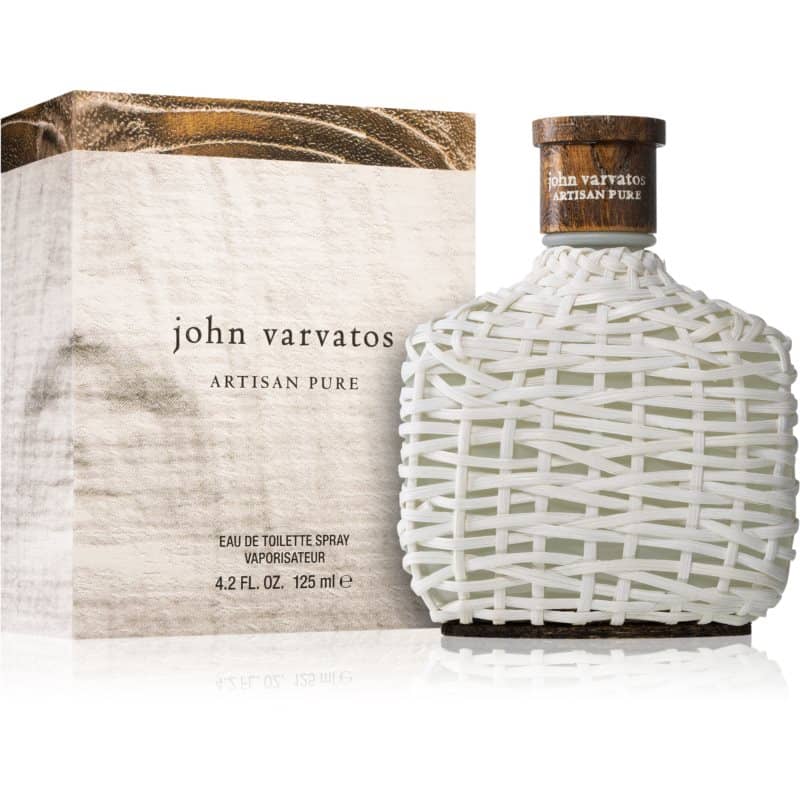 john varvatos
ARTISAN PURE
EAU DE TOILETTE SPRAY
VAPORISATEUR
4.2 FL. OZ. 125 ml ℮
john varvatos
ARTISAN PURE